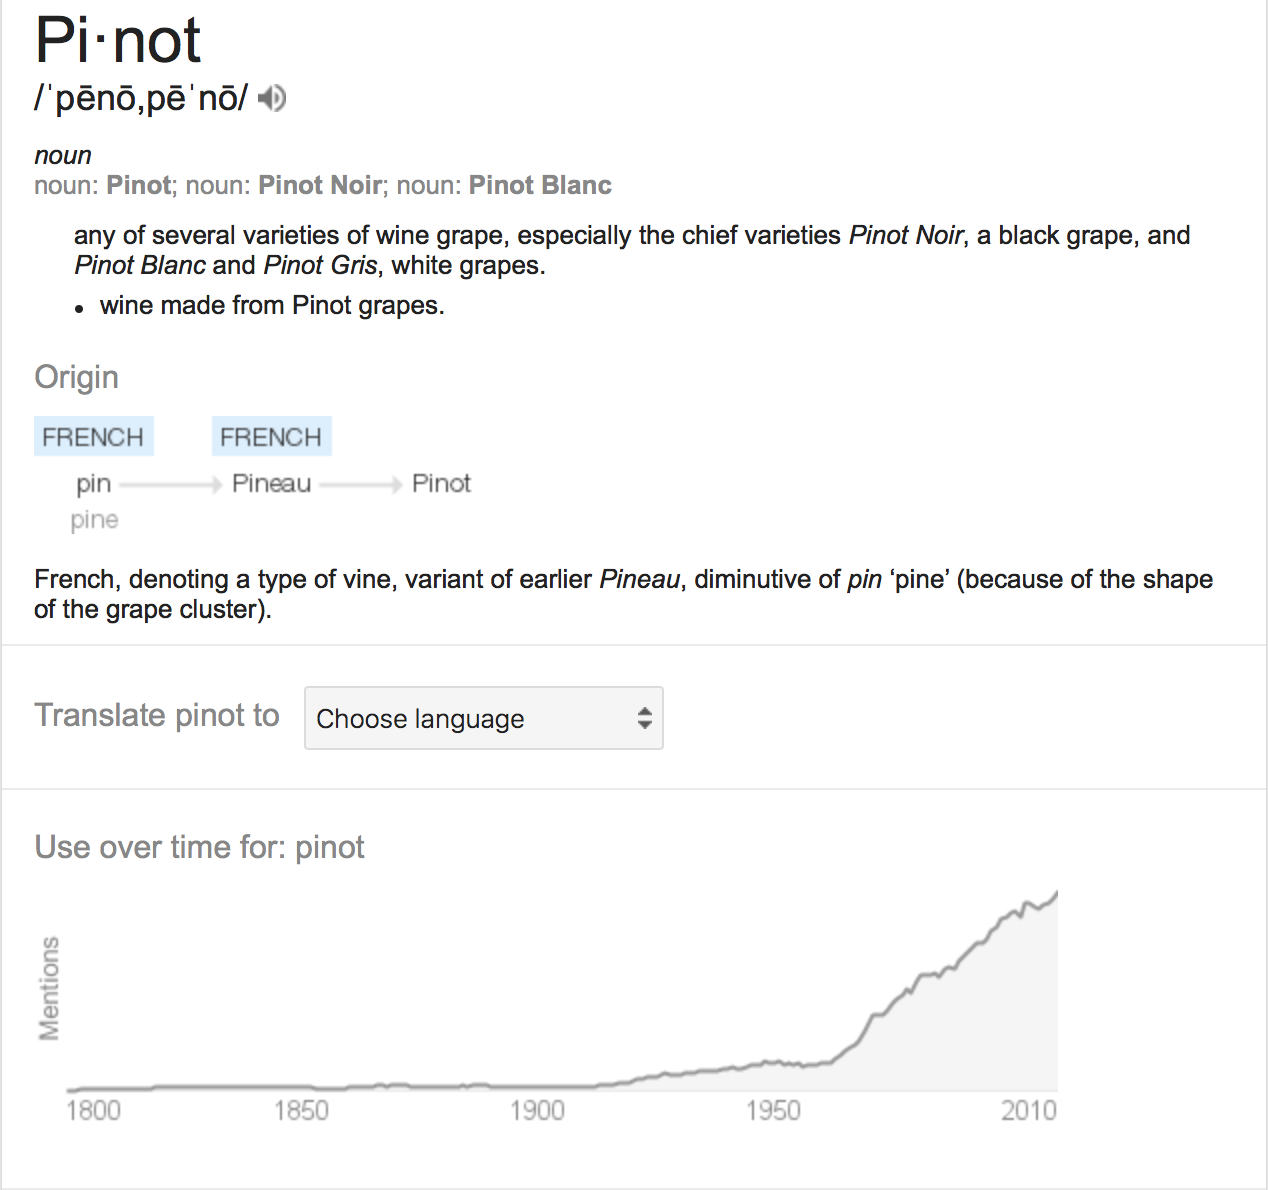 Pi·not
/ˈpēnō,pēˈnō/
noun
noun: Pinot; noun: Pinot Noir; noun: Pinot Blanc
any of several varieties of wine grape, especially the chief varieties Pinot Noir, a black grape, and
Pinot Blanc and Pinot Gris, white grapes.
• wine made from Pinot grapes.
Origin
FRENCH FRENCH
pin Pineau Pinot
pine
French, denoting a type of vine, variant of earlier Pineau, diminutive of pin ‘pine’ (because of the shape
of the grape cluster).
Translate pinot to Choose language
Use over time for: pinot
Mentions
1800 1850 1900 1950 2010